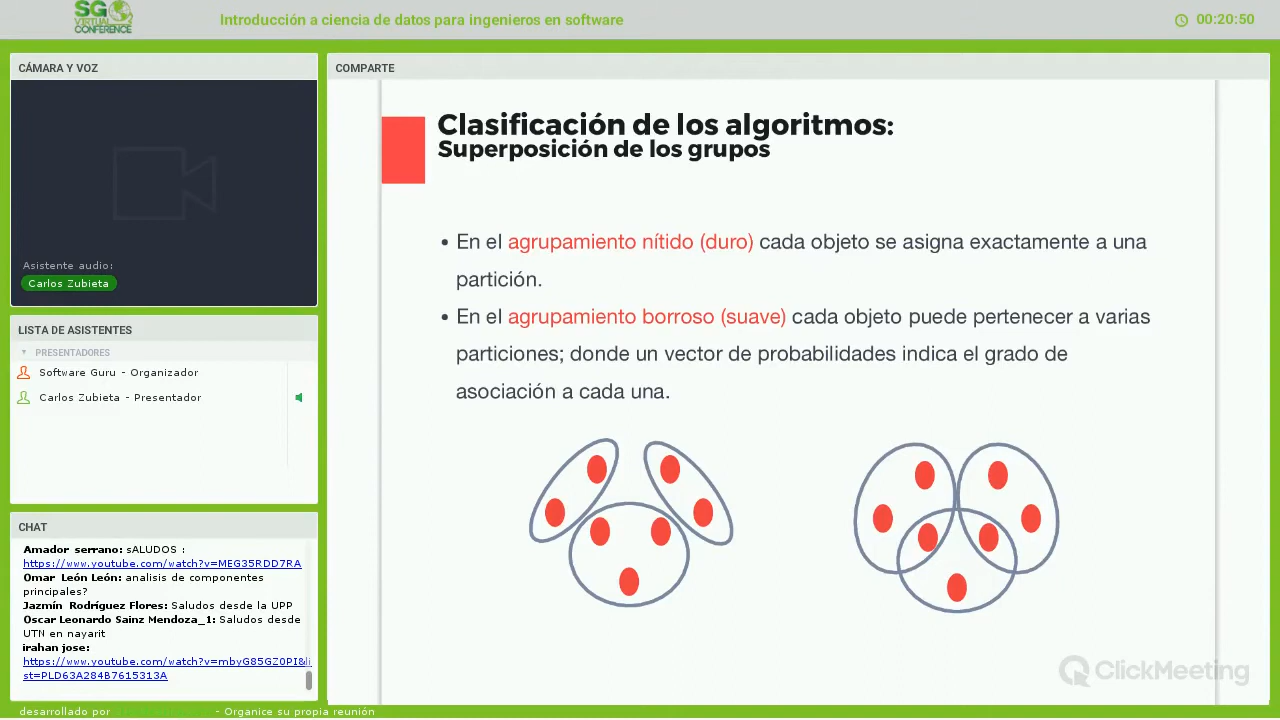 SG
VIRTUAL
CONFERENCE
Introducción a ciencia de datos para ingenieros en software
00:20:50
CÁMARA Y VOZ
Asistente audio:
Carlos Zubieta
LISTA DE ASISTENTES
PRESENTADORES
Software Guru - Organizador
Carlos Zubieta - Presentador
CHAT
Amador serrano: sALUDOS :
https://www.youtube.com/watch?v=MEG35RDD7RA
Omar León León: analisis de componentes
principales?
Jazmín Rodríguez Flores: Saludos desde la UPP
Oscar Leonardo Sainz Mendoza_1: Saludos desde
UTN en nayarit
irahan jose:
https://www.youtube.com/watch?v=mbyG85GZ0PI&li
st=PLD63A284B7615313A
desarrollado por - Organice su propia reunión
COMPARTE
Clasificación de los algoritmos:
Superposición de los grupos
• En el agrupamiento nítido (duro) cada objeto se asigna exactamente a una
partición.
• En el agrupamiento borroso (suave) cada objeto puede pertenecer a varias
particiones; donde un vector de probabilidades indica el grado de
asociación a cada una.
ClickMeeting